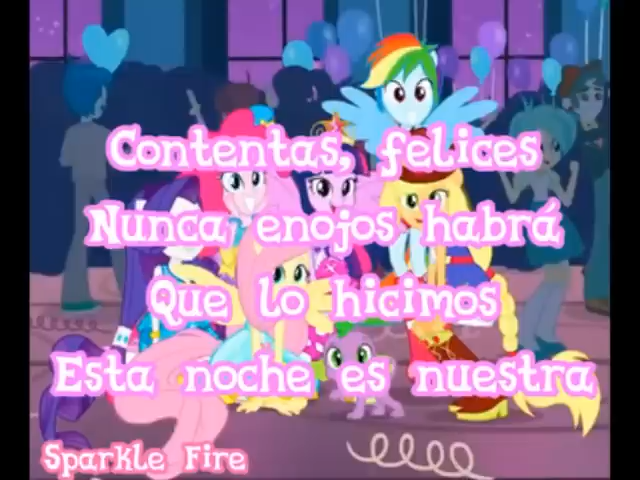 Contentas, felices
Nunca enojos habrá
Que lo hicimos
Esta noche es nuestra
Sparkle Fire